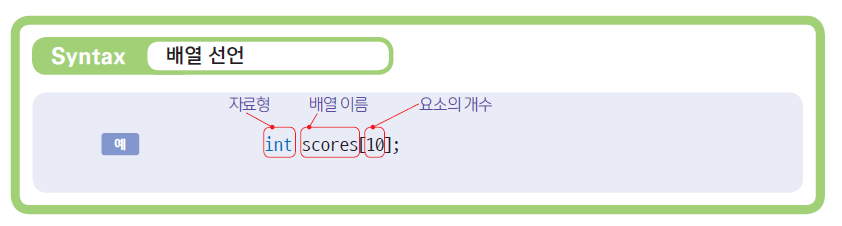 Syntax 배열 선언
자료형 배열 이름 요소의 개수
예 int scores[10];